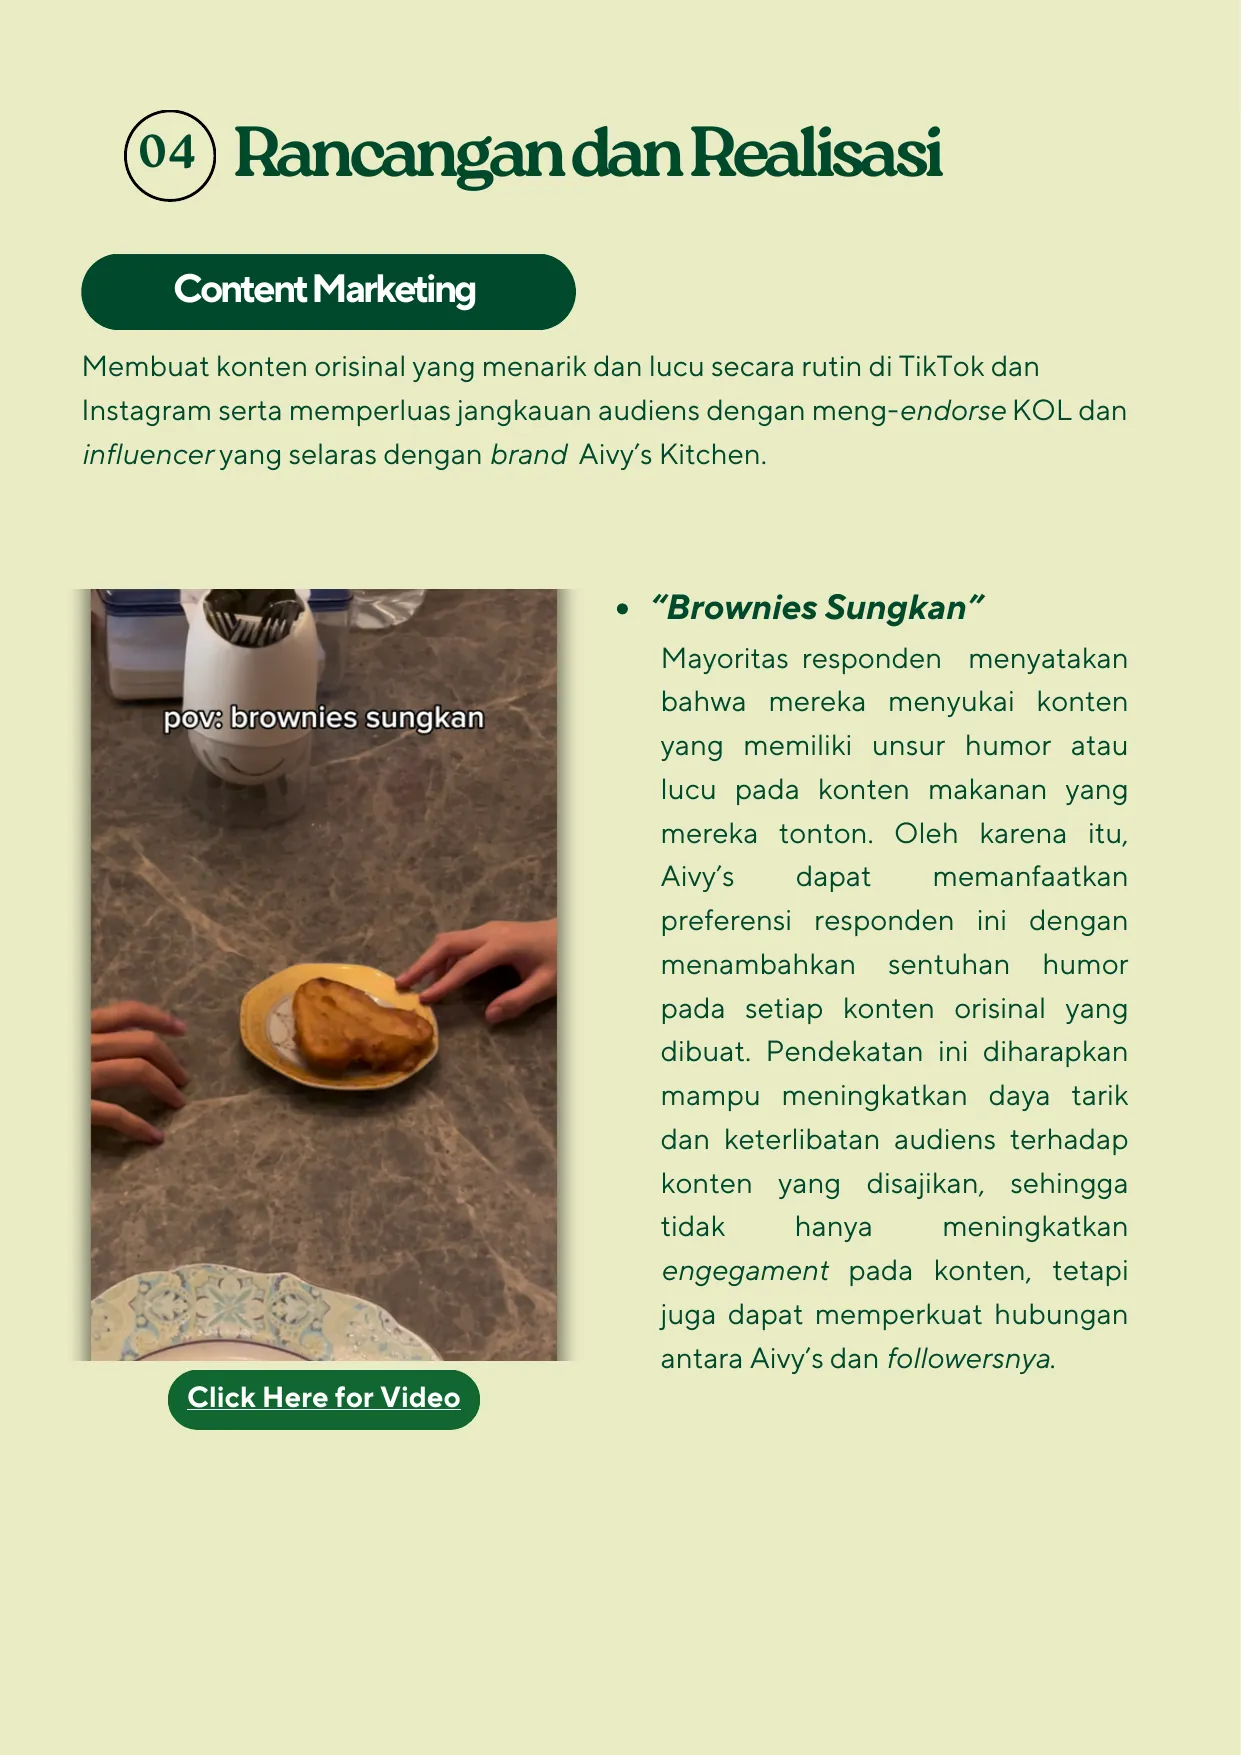 04 Rancangan dan Realisasi
Content Marketing
Membuat konten orisinal yang menarik dan lucu secara rutin di TikTok dan
Instagram serta memperluas jangkauan audiens dengan meng-endorse KOL dan
influencer yang selaras dengan brand Aivy’s Kitchen.
pov: brownies sungkan
Click Here for Video
• “Brownies Sungkan”
Mayoritas responden menyatakan
bahwa mereka menyukai konten
yang memiliki unsur humor atau
lucu pada konten makanan yang
mereka tonton. Oleh karena itu,
Aivy’s dapat memanfaatkan
preferensi responden ini dengan
menambahkan sentuhan humor
pada setiap konten orisinal yang
dibuat. Pendekatan ini diharapkan
mampu meningkatkan daya tarik
dan keterlibatan audiens terhadap
konten yang disajikan, sehingga
tidak hanya meningkatkan
engegament pada konten, tetapi
juga dapat memperkuat hubungan
antara Aivy’s dan followersnya.